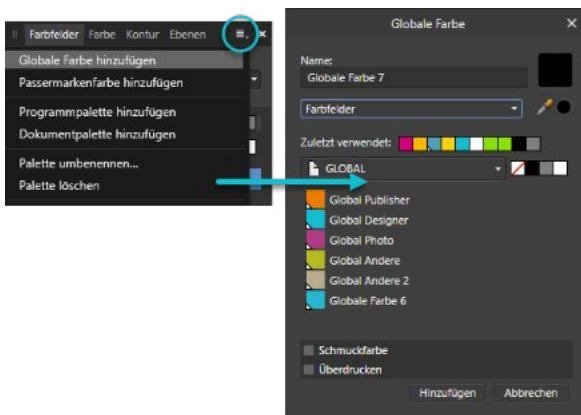 Farbfelder Farbe Kontur Ebenen
Globale Farbe hinzufügen
Passermarkenfarbe hinzufügen
Programmpalette hinzufügen
Dokumentpalette hinzufügen
Palette umbenennen...
Palette löschen
Globale Farbe
Name:
Globale Farbe 7
Farbfelder
Zuletzt verwendet:
GLOBAL
Global Publisher
Global Designer
Global Photo
Global Andere
Global Andere 2
Globale Farbe 6
Schmuckfarbe
Überdrucken
Hinzufügen Abbrechen